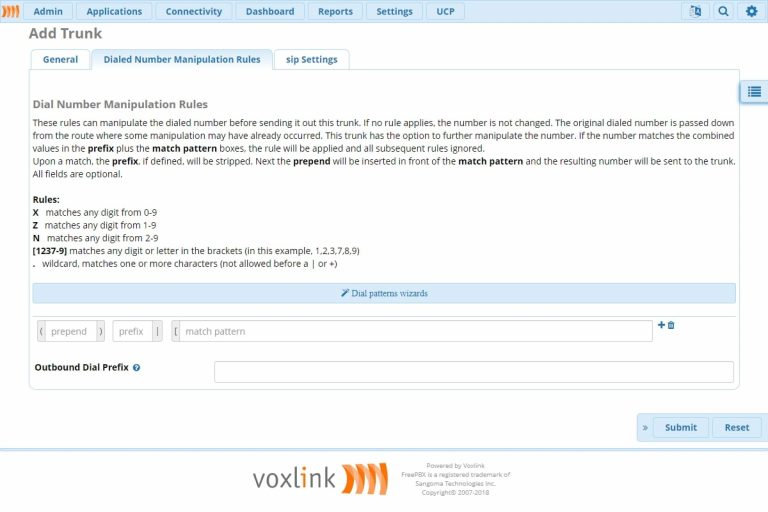 Admin Applications Connectivity Dashboard Reports Settings UCP
Add Trunk
General Dialed Number Manipulation Rules sip Settings
Dial Number Manipulation Rules
These rules can manipulate the dialed number before sending it out this trunk. If no rule applies, the number is not changed. The original dialed number is passed down
from the route where some manipulation may have already occurred. This trunk has the option to further manipulate the number. If the number matches the combined
values in the prefix plus the match pattern boxes, the rule will be applied and all subsequent rules ignored.
Upon a match, the prefix, if defined, will be stripped. Next the prepend will be inserted in front of the match pattern and the resulting number will be sent to the trunk.
All fields are optional.
Rules:
X matches any digit from 0-9
Z matches any digit from 1-9
N matches any digit from 2-9
[1237-9] matches any digit or letter in the brackets (in this example, 1,2,3,7,8,9)
. wildcard, matches one or more characters (not allowed before a | or +)
Dial patterns wizards
( prepend ) prefix | [ match pattern
Outbound Dial Prefix
» Submit Reset
voxlink
Powered by Voxlink
FreePBX is a registered trademark of
Sangoma Technologies Inc.
Copyright© 2007-2018